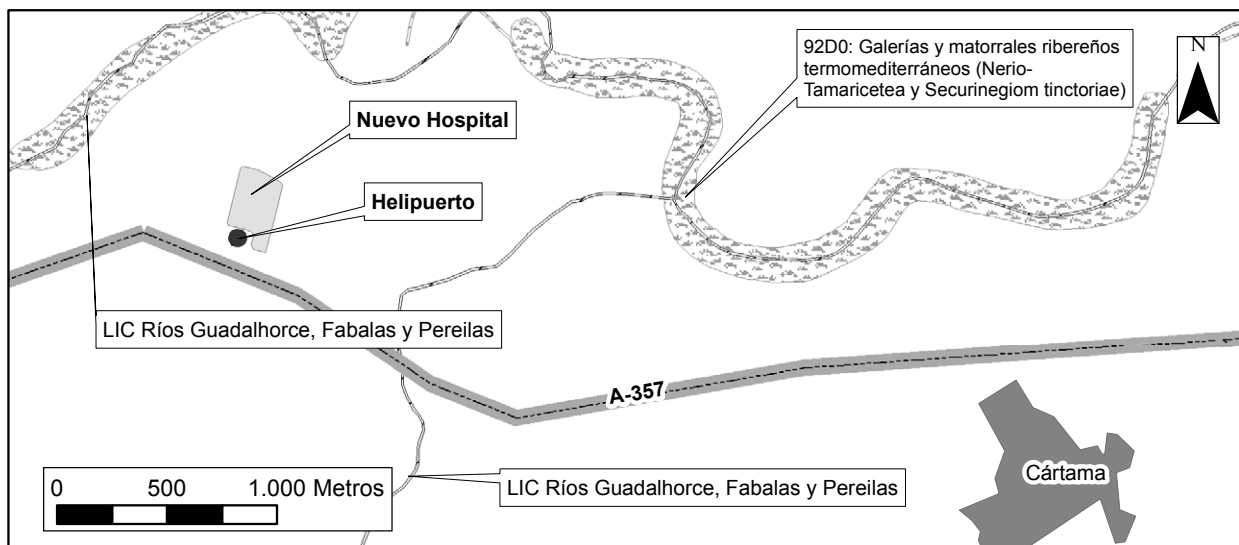 92D0: Galerías y matorrales ribereños
termomediterráneos (Nerio-
Tamaricetea y Securinegiom tinctoriae)
N
Nuevo Hospital
Helipuerto
LIC Ríos Guadalhorce, Fabalas y Pereilas
A-357
0 500 1.000 Metros
LIC Ríos Guadalhorce, Fabalas y Pereilas
Cártama